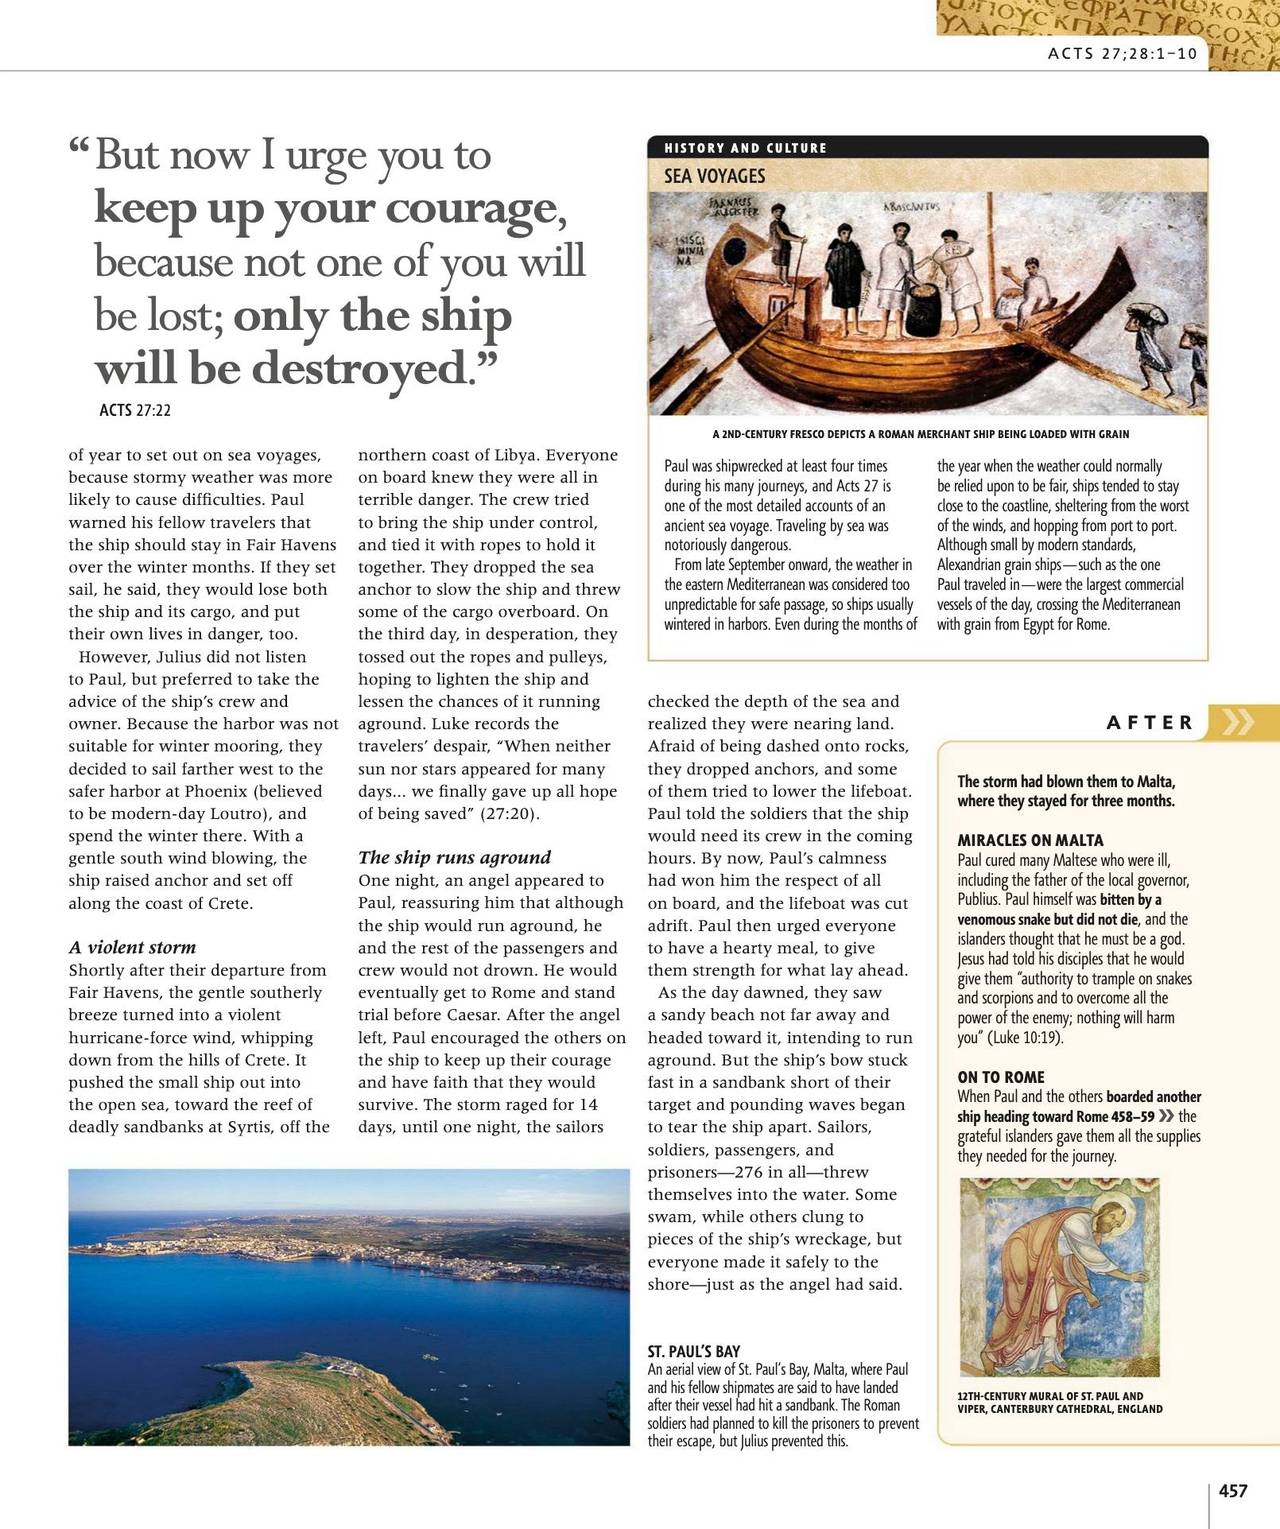 ACTS 27;28:1–10
“But now I urge you to
keep up your courage,
because not one of you will
be lost; only the ship
will be destroyed.”
ACTS 27:22
of year to set out on sea voyages,
because stormy weather was more
likely to cause difficulties. Paul
warned his fellow travelers that
the ship should stay in Fair Havens
over the winter months. If they set
sail, he said, they would lose both
the ship and its cargo, and put
their own lives in danger, too.
However, Julius did not listen
to Paul, but preferred to take the
advice of the ship’s crew and
owner. Because the harbor was not
suitable for winter mooring, they
decided to sail farther west to the
safer harbor at Phoenix (believed
to be modern-day Loutro), and
spend the winter there. With a
gentle south wind blowing, the
ship raised anchor and set off
along the coast of Crete.
A violent storm
Shortly after their departure from
Fair Havens, the gentle southerly
breeze turned into a violent
hurricane-force wind, whipping
down from the hills of Crete. It
pushed the small ship out into
the open sea, toward the reef of
deadly sandbanks at Syrtis, off the
northern coast of Libya. Everyone
on board knew they were all in
terrible danger. The crew tried
to bring the ship under control,
and tied it with ropes to hold it
together. They dropped the sea
anchor to slow the ship and threw
some of the cargo overboard. On
the third day, in desperation, they
tossed out the ropes and pulleys,
hoping to lighten the ship and
lessen the chances of it running
aground. Luke records the
travelers’ despair, “When neither
sun nor stars appeared for many
days... we finally gave up all hope
of being saved” (27:20).
The ship runs aground
One night, an angel appeared to
Paul, reassuring him that although
the ship would run aground, he
and the rest of the passengers and
crew would not drown. He would
eventually get to Rome and stand
trial before Caesar. After the angel
left, Paul encouraged the others on
the ship to keep up their courage
and have faith that they would
survive. The storm raged for 14
days, until one night, the sailors
checked the depth of the sea and
realized they were nearing land.
Afraid of being dashed onto rocks,
they dropped anchors, and some
of them tried to lower the lifeboat.
Paul told the soldiers that the ship
would need its crew in the coming
hours. By now, Paul’s calmness
had won him the respect of all
on board, and the lifeboat was cut
adrift. Paul then urged everyone
to have a hearty meal, to give
them strength for what lay ahead.
As the day dawned, they saw
a sandy beach not far away and
headed toward it, intending to run
aground. But the ship’s bow stuck
fast in a sandbank short of their
target and pounding waves began
to tear the ship apart. Sailors,
soldiers, passengers, and
prisoners—276 in all—threw
themselves into the water. Some
swam, while others clung to
pieces of the ship’s wreckage, but
everyone made it safely to the
shore—just as the angel had said.
ST. PAUL’S BAY
An aerial view of St. Paul’s Bay, Malta, where Paul
and his fellow shipmates are said to have landed
after their vessel had hit a sandbank. The Roman
soldiers had planned to kill the prisoners to prevent
their escape, but Julius prevented this.
HISTORY AND CULTURE
SEA VOYAGES
FARNACES
MAGISTER
ARASCANTUS
ISISGI
MINIA
NA
A 2ND-CENTURY FRESCO DEPICTS A ROMAN MERCHANT SHIP BEING LOADED WITH GRAIN
Paul was shipwrecked at least four times
during his many journeys, and Acts 27 is
one of the most detailed accounts of an
ancient sea voyage. Traveling by sea was
notoriously dangerous.
From late September onward, the weather in
the eastern Mediterranean was considered too
unpredictable for safe passage, so ships usually
wintered in harbors. Even during the months of
the year when the weather could normally
be relied upon to be fair, ships tended to stay
close to the coastline, sheltering from the worst
of the winds, and hopping from port to port.
Although small by modern standards,
Alexandrian grain ships—such as the one
Paul traveled in—were the largest commercial
vessels of the day, crossing the Mediterranean
with grain from Egypt for Rome.
AFTER »
The storm had blown them to Malta,
where they stayed for three months.
MIRACLES ON MALTA
Paul cured many Maltese who were ill,
including the father of the local governor,
Publius. Paul himself was bitten by a
venomous snake but did not die, and the
islanders thought that he must be a god.
Jesus had told his disciples that he would
give them “authority to trample on snakes
and scorpions and to overcome all the
power of the enemy; nothing will harm
you” (Luke 10:19).
ON TO ROME
When Paul and the others boarded another
ship heading toward Rome 458–59 » the
grateful islanders gave them all the supplies
they needed for the journey.
12TH-CENTURY MURAL OF ST. PAUL AND
VIPER, CANTERBURY CATHEDRAL, ENGLAND
457